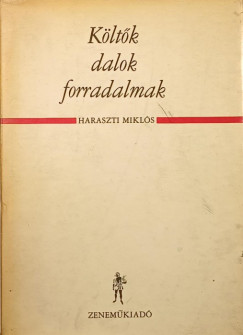 Költők
dalok
forradalmak
HARASZTI MIKLÓS
ZENEMŰKIADÓ